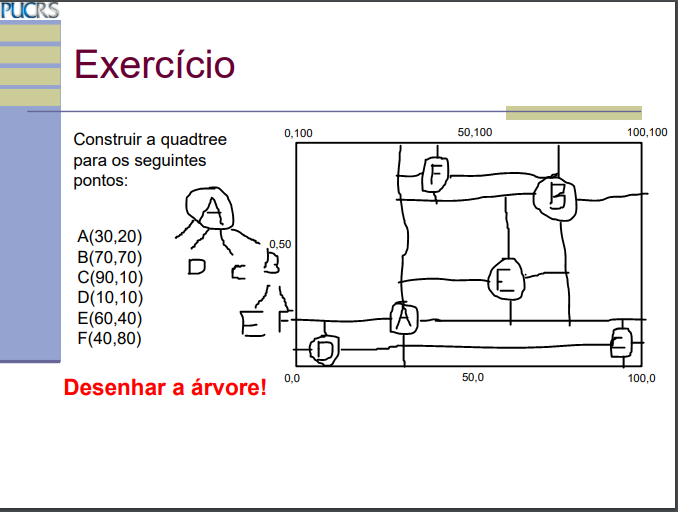 PUCRS
Exercício
Construir a quadtree
para os seguintes
pontos:
A(30,20)
B(70,70)
C(90,10)
D(10,10)
E(60,40)
F(40,80)
Desenhar a árvore!
A
D C B
E F
0,100 50,100 100,100
F
B
0,50
E
A
D E
0,0 50,0 100,0